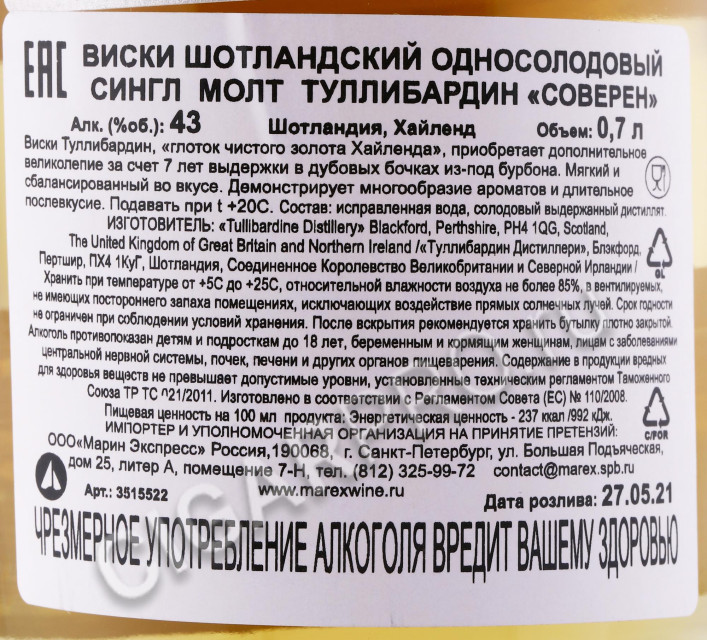 EAC
ВИСКИ ШОТЛАНДСКИЙ ОДНОСОЛОДОВЫЙ
СИНГЛ МОЛТ ТУЛЛИБАРДИН «СОВЕРЕН»
Алк. (%об.): 43 Шотландия, Хайленд Объем: 0,7 л
Виски Туллибардин, «глоток чистого золота Хайленда», приобретает дополнительное
великолепие за счет 7 лет выдержки в дубовых бочках из-под бурбона. Мягкий и
сбалансированный во вкусе. Демонстрирует многообразие ароматов и длительное
послевкусие. Подавать при t +20С. Состав: исправленная вода, солодовый выдержанный дистиллят.
ИЗГОТОВИТЕЛЬ: «Tullibardine Distillery» Blackford, Perthshire, PH4 1QG, Scotland,
The United Kingdom of Great Britain and Northern Ireland /«Туллибардин Дистиллери», Блэкфорд,
Пертшир, ПХ4 1КуГ, Шотландия, Соединенное Королевство Великобритании и Северной Ирландии /
Хранить при температуре от +5С до +25С, относительной влажности воздуха не более 85%, в вентилируемых,
не имеющих постороннего запаха помещениях, исключающих воздействие прямых солнечных лучей. Срок годности
не ограничен при соблюдении условий хранения. После вскрытия рекомендуется хранить бутылку плотно закрытой.
Алкоголь противопоказан детям и подросткам до 18 лет, беременным и кормящим женщинам, лицам с заболеваниями
центральной нервной системы, почек, печени и других органов пищеварения. Содержание в продукции вредных
для здоровья веществ не превышает допустимые уровни, установленные техническим регламентом Таможенного
Союза ТР ТС 021/2011. Изготовлено в соответствии с Регламентом Совета (ЕС) № 110/2008.
Пищевая ценность на 100 мл продукта: Энергетическая ценность - 237 ккал /992 кДж.
ИМПОРТЕР И УПОЛНОМОЧЕННАЯ ОРГАНИЗАЦИЯ НА ПРИНЯТИЕ ПРЕТЕНЗИЙ:
ООО«Марин Экспресс» Россия,190068, г. Санкт-Петербург, ул. Большая Подъяческая,
дом 25, литер А, помещение 7-Н, тел. (812) 325-99-72 contact@marex.spb.ru
Арт.: 3515522 www.marexwine.ru Дата розлива: 27.05.21
ЧРЕЗМЕРНОЕ УПОТРЕБЛЕНИЕ АЛКОГОЛЯ ВРЕДИТ ВАШЕМУ ЗДОРОВЬЮ
GL
C/FOR
CIGARPRO.RU